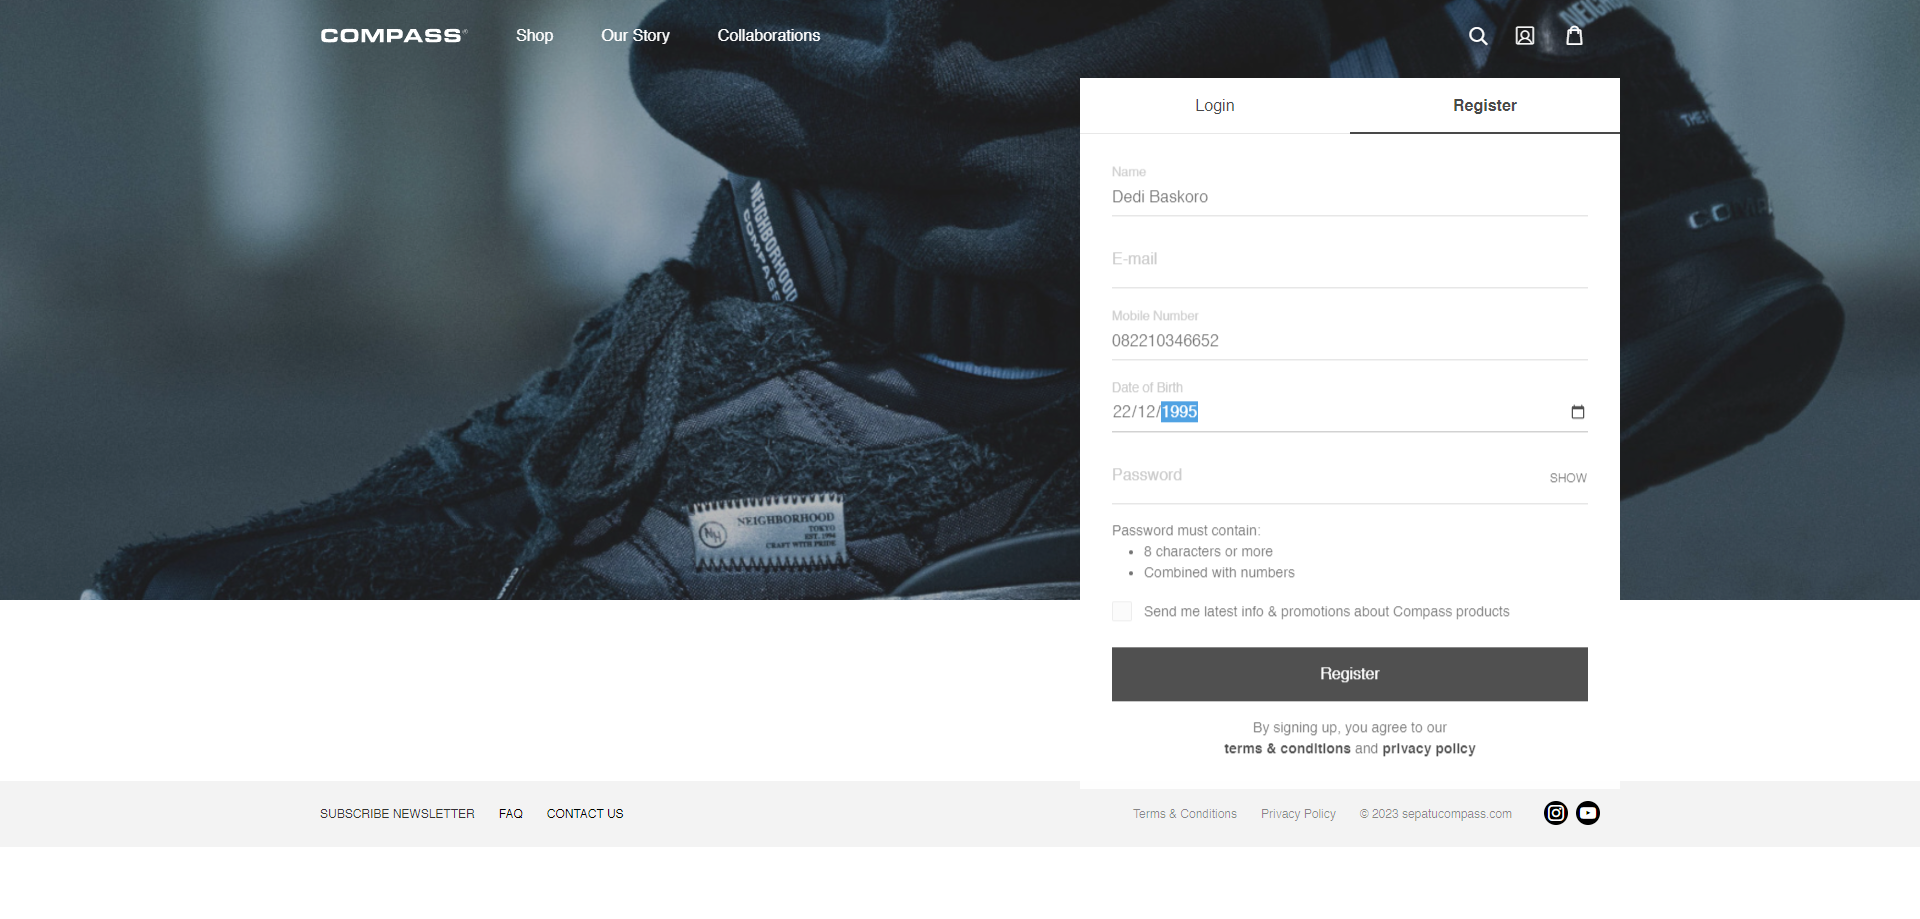 COMPASS®
Shop
Our Story
Collaborations
Login
Register
Name
Dedi Baskoro
E-mail
Mobile Number
082210346652
Date of Birth
22/12/1995
Password
SHOW
Password must contain:
8 characters or more
Combined with numbers
Send me latest info & promotions about Compass products
Register
By signing up, you agree to our
terms & conditions and privacy policy
NEIGHBORHOOD
COMPASS
NEIGHBORHOOD
TOKYO
EST. 1994
CRAFT WITH PRIDE
NEIGHBORHOOD
SUBSCRIBE NEWSLETTER
FAQ
CONTACT US
Terms & Conditions
Privacy Policy
© 2023 sepatucompass.com